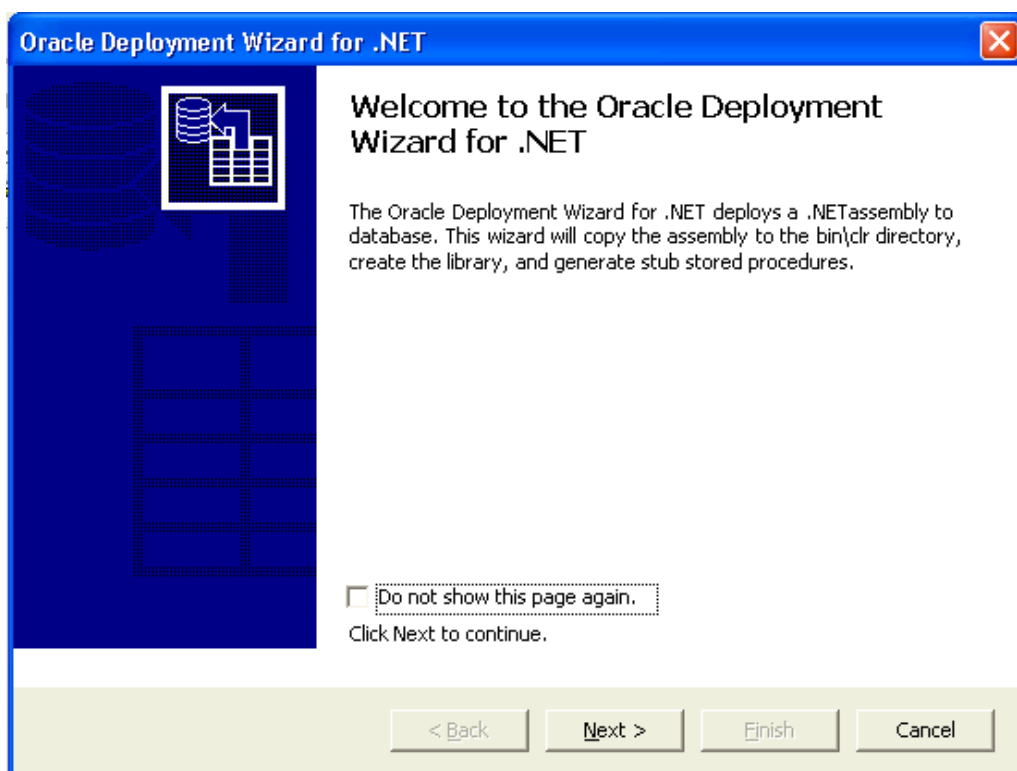 Oracle Deployment Wizard for .NET
Welcome to the Oracle Deployment
Wizard for .NET
The Oracle Deployment Wizard for .NET deploys a .NETassembly to
database. This wizard will copy the assembly to the bin\clr directory,
create the library, and generate stub stored procedures.
Do not show this page again.
Click Next to continue.
< Back
Next >
Finish
Cancel